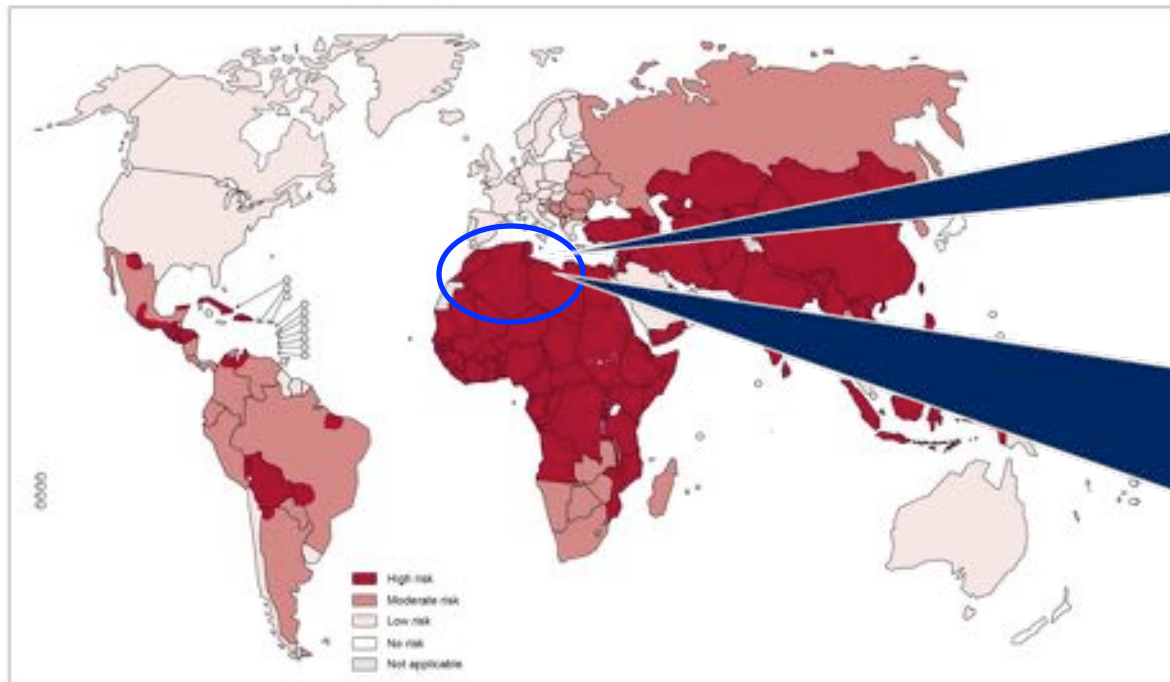 High risk
Moderate risk
Low risk
No risk
Not applicable